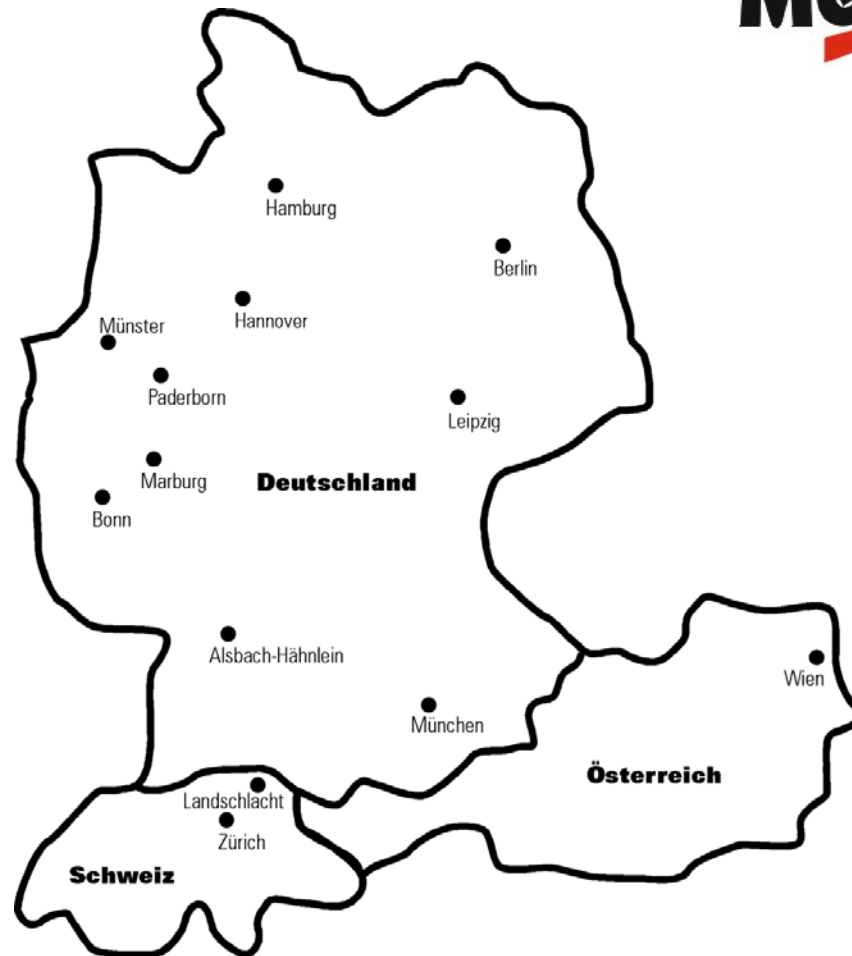 Hamburg
Berlin
Hannover
Münster
Paderborn
Leipzig
Marburg
Deutschland
Bonn
Alsbach-Hähnlein
Wien
München
Österreich
Landschlacht
Zürich
Schweiz